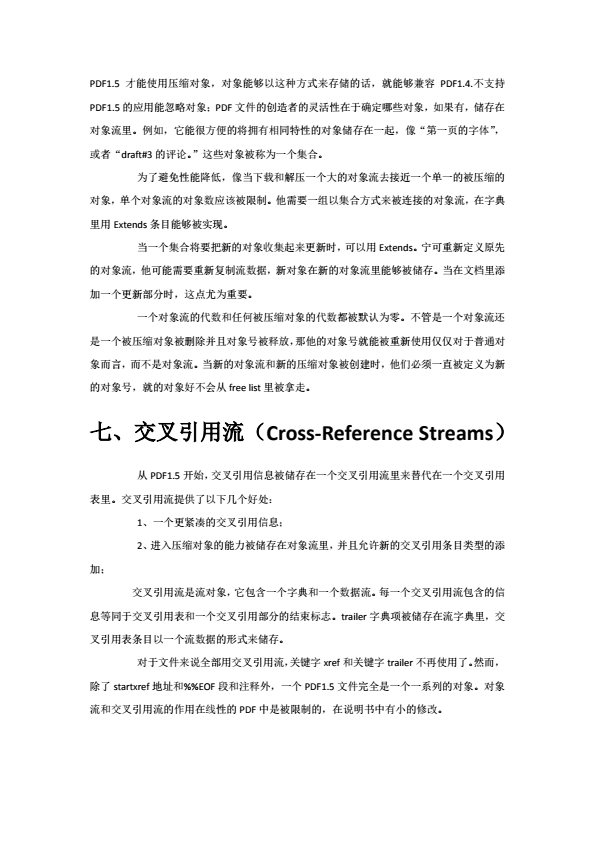 PDF1.5 才能使用压缩对象，对象能够以这种方式来存储的话，就能够兼容 PDF1.4.不支持
PDF1.5 的应用能忽略对象；PDF 文件的创造者的灵活性在于确定哪些对象，如果有，储存在
对象流里。例如，它能很方便的将拥有相同特性的对象储存在一起，像“第一页的字体”，
或者“draft#3 的评论。”这些对象被称为一个集合。
为了避免性能降低，像当下载和解压一个大的对象流去接近一个单一的被压缩的
对象，单个对象流的对象数应该被限制。他需要一组以集合方式来被连接的对象流，在字典
里用 Extends 条目能够被实现。
当一个集合将要把新的对象收集起来更新时，可以用 Extends。宁可重新定义原先
的对象流，他可能需要重新复制流数据，新对象在新的对象流里能够被储存。当在文档里添
加一个更新部分时，这点尤为重要。
一个对象流的代数和任何被压缩对象的代数都被默认为零。不管是一个对象流还
是一个被压缩对象被删除并且对象号被释放，那他的对象号就能被重新使用仅仅对于普通对
象而言，而不是对象流。当新的对象流和新的压缩对象被创建时，他们必须一直被定义为新
的对象号，就的对象好不会从 free list 里被拿走。
七、交叉引用流（Cross-Reference Streams）
从 PDF1.5 开始，交叉引用信息被储存在一个交叉引用流里来替代在一个交叉引用
表里。交叉引用流提供了以下几个好处：
1、一个更紧凑的交叉引用信息；
2、进入压缩对象的能力被储存在对象流里，并且允许新的交叉引用条目类型的添
加；
交叉引用流是流对象，它包含一个字典和一个数据流。每一个交叉引用流包含的信
息等同于交叉引用表和一个交叉引用部分的结束标志。trailer 字典项被储存在流字典里，交
叉引用表条目以一个流数据的形式来储存。
对于文件来说全部用交叉引用流，关键字 xref 和关键字 trailer 不再使用了。然而，
除了 startxref 地址和%%EOF 段和注释外，一个 PDF1.5 文件完全是一个一系列的对象。对象
流和交叉引用流的作用在线性的 PDF 中是被限制的，在说明书中有小的修改。